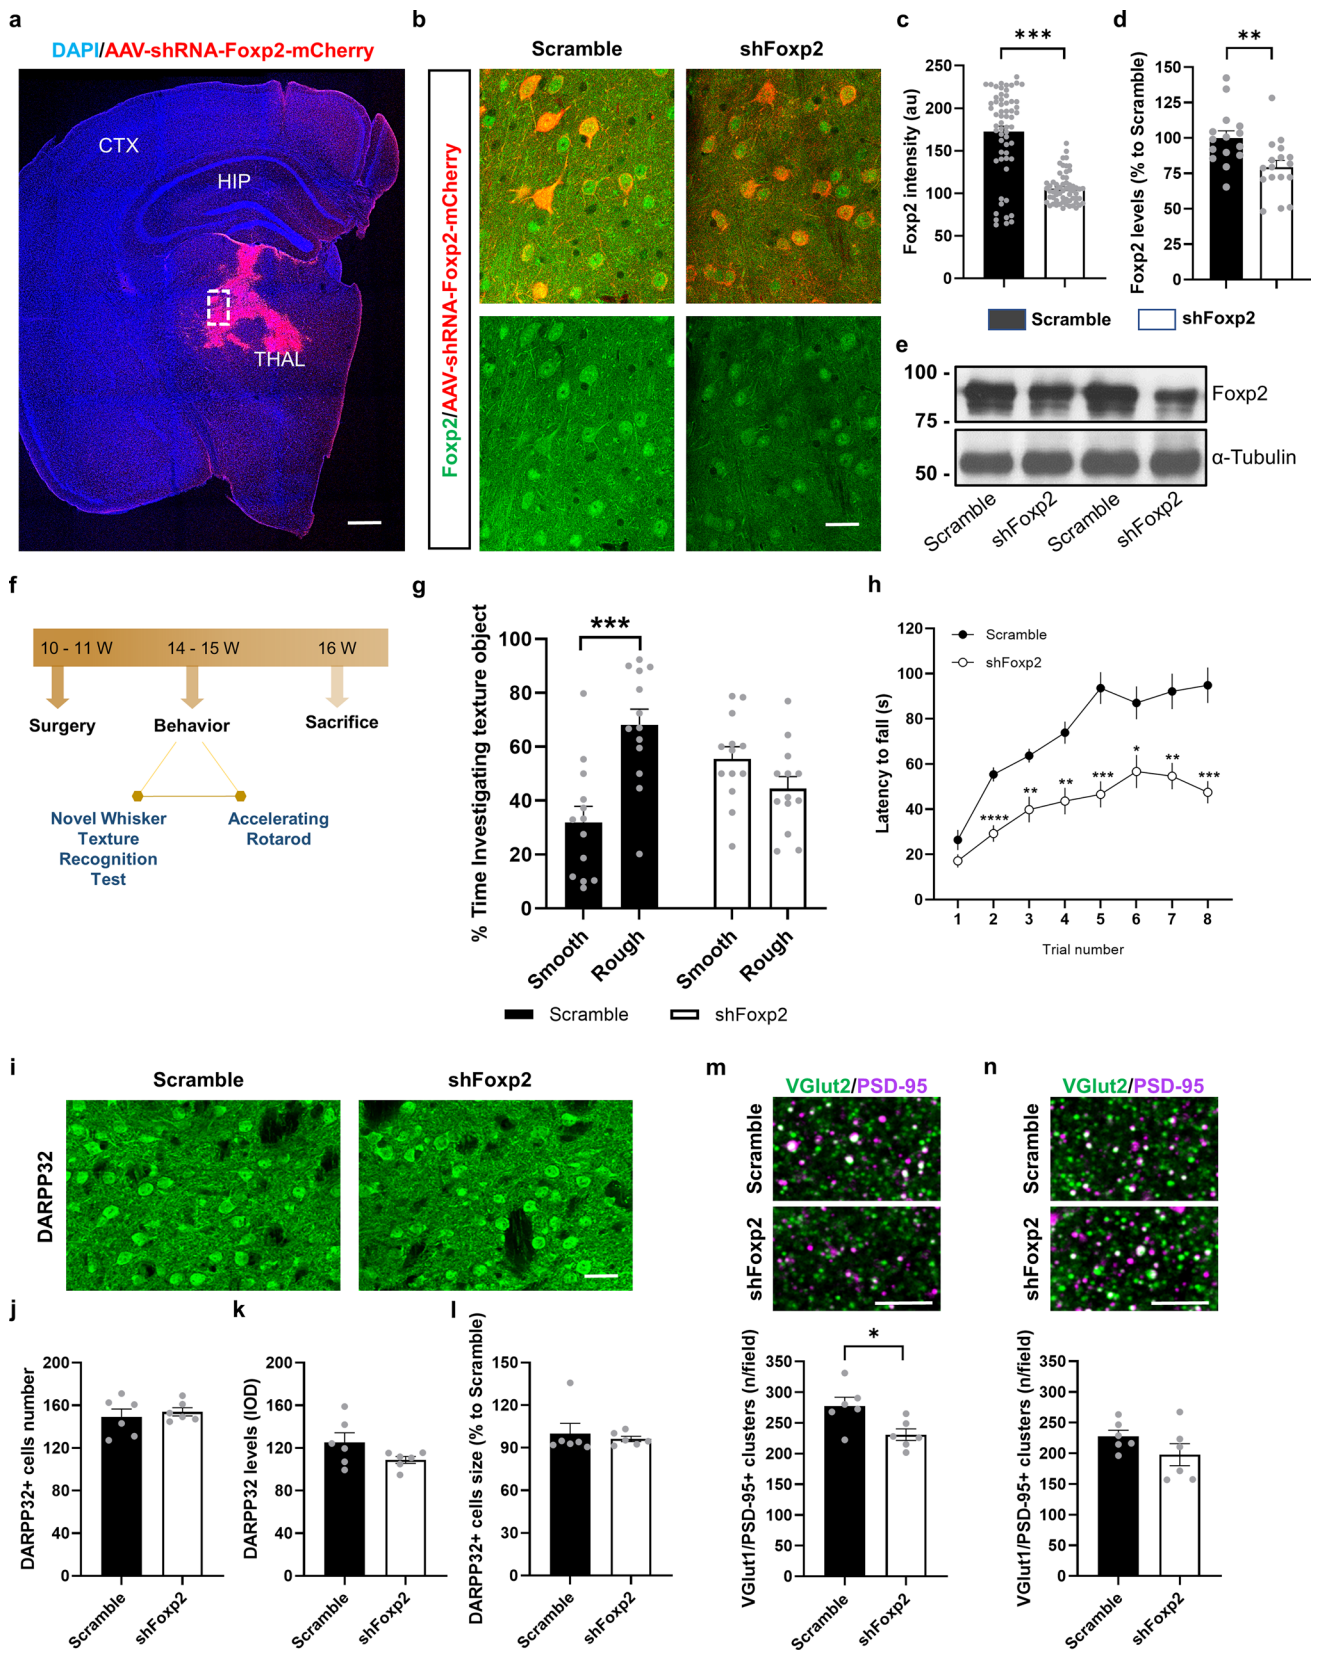 a
DAPI/AAV-shRNA-Foxp2-mCherry
CTX
HIP
THAL
b
Scramble
shFoxp2
Foxp2/AAV-shRNA-Foxp2-mCherry
c
***
Foxp2 intensity (au)
250
200
150
100
50
0
d
**
Foxp2 levels (% to Scramble)
150
125
100
75
50
25
0
Scramble
shFoxp2
e
100 -
75 -
50 -
Foxp2
α-Tubulin
Scramble
shFoxp2
Scramble
shFoxp2
f
10 - 11 W
14 - 15 W
16 W
Surgery
Behavior
Sacrifice
Novel Whisker
Texture
Recognition
Test
Accelerating
Rotarod
g
% Time Investigating texture object
100
80
60
40
20
0
***
Smooth
Rough
Smooth
Rough
Scramble
shFoxp2
h
Latency to fall (s)
120
100
80
60
40
20
0
Scramble
shFoxp2
****
**
**
***
*
**
***
1 2 3 4 5 6 7 8
Trial number
i
Scramble
shFoxp2
DARPP32
j
DARPP32+ cells number
200
160
120
80
40
0
Scramble
shFoxp2
k
DARPP32 levels (IOD)
200
160
120
80
40
0
Scramble
shFoxp2
l
DARPP32+ cells size (% to Scramble)
150
120
90
60
30
0
Scramble
shFoxp2
m
VGlut2/PSD-95
Scramble
shFoxp2
VGlut1/PSD-95+ clusters (n/field)
350
300
250
200
150
100
50
0
*
Scramble
shFoxp2
n
VGlut2/PSD-95
Scramble
shFoxp2
VGlut1/PSD-95+ clusters (n/field)
350
300
250
200
150
100
50
0
Scramble
shFoxp2